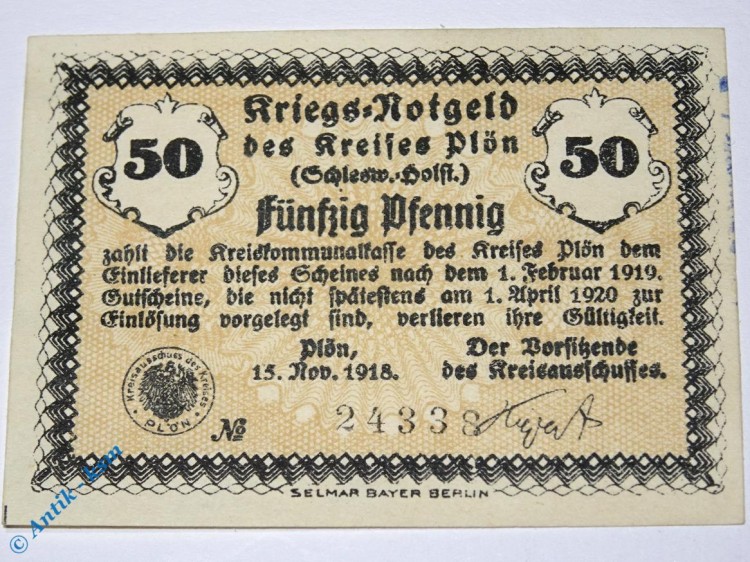 Kriegs-Notgeld
des Kreises Plön
(Schlesw.-Holst.)
50 50
Fünfzig Pfennig
zahlt die Kreiskommunalkasse des Kreises Plön dem
Einlieferer dieses Scheines nach dem 1. Februar 1919.
Gutscheine, die nicht spätestens am 1. April 1920 zur
Einlösung vorgelegt sind, verlieren ihre Gültigkeit.
Plön, Der Vorsitzende
15. Nov. 1918. des Kreisausschusses.
Kreisausschuss des Kreises
PLÖN
№ 24338
SELMAR BAYER BERLIN
© Antik - kam